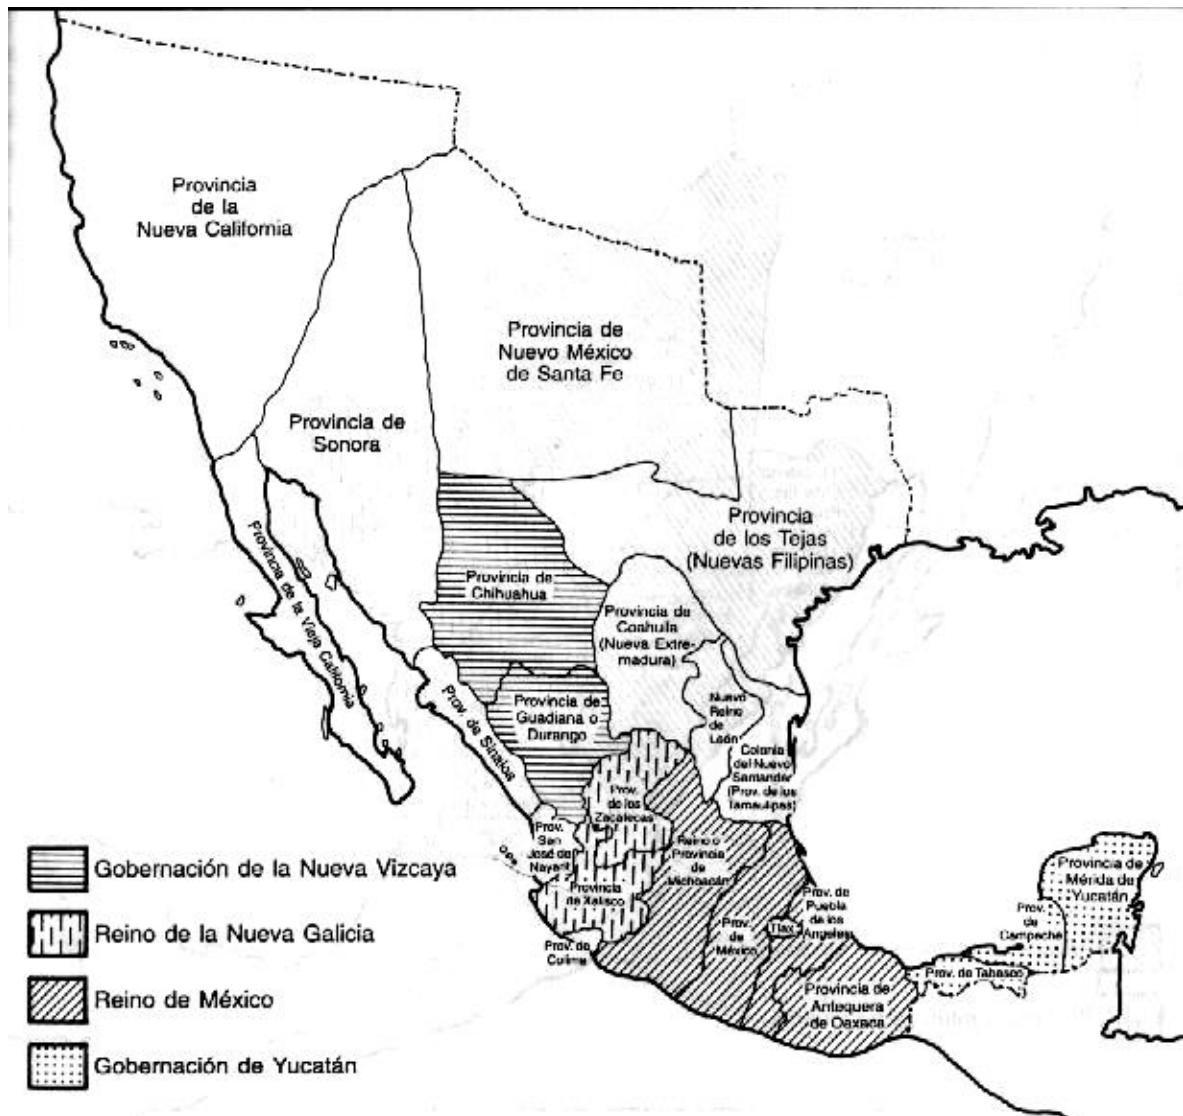 Provincia
de la
Nueva California
Provincia de
Nuevo México
de Santa Fe
Provincia de
Sonora
Provincia
de los Tejas
(Nuevas Filipinas)
Provincia de la Vieja California
Provincia de
Chihuahua
Provincia de
Coahuila
(Nueva Extre-
madura)
Prov. de Sinaloa
Provincia de
Guadiana o
Durango
Nuevo
Reino
de
León
Colonia
del Nuevo
Santander
(Prov. de los
Tamaulipas)
Prov.
de los
Zacatecas
Prov.
San
José de
Nayarit
Reino o
Provincia
de
Michoacán
Provincia
de Xalisco
Prov. de
Colima
Prov.
de
México
Tlax.
Prov. de
Puebla
de los
Angeles
Provincia de
Antequera
de Oaxaca
Provincia de
Mérida de
Yucatán
Prov.
de
Campeche
Prov. de Tabasco
Gobernación de la Nueva Vizcaya
Reino de la Nueva Galicia
Reino de México
Gobernación de Yucatán